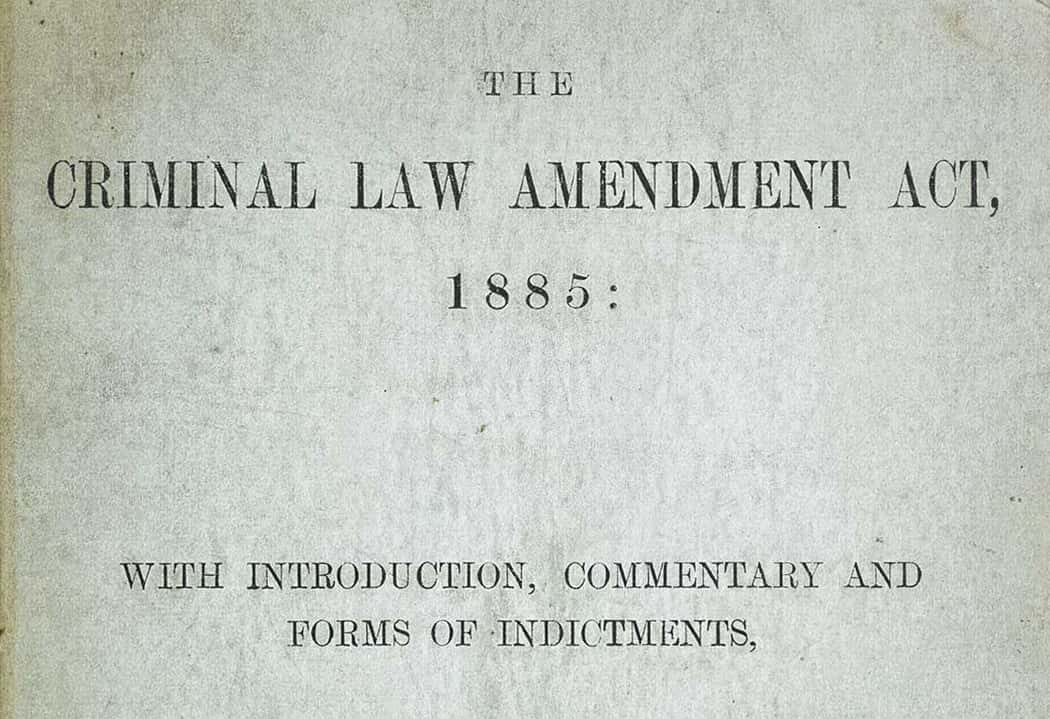 THE
CRIMINAL LAW AMENDMENT ACT,
1885:
WITH INTRODUCTION, COMMENTARY AND
FORMS OF INDICTMENTS,